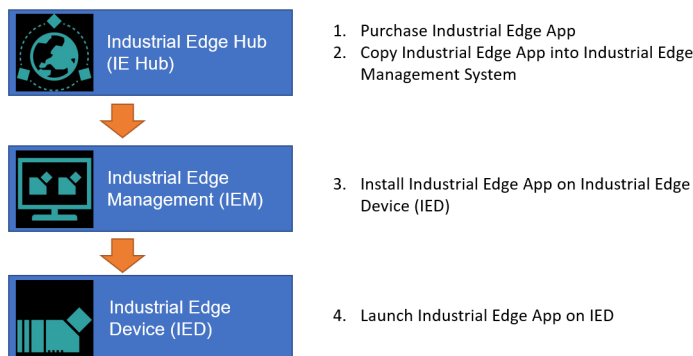 Industrial Edge Hub
(IE Hub)
1. Purchase Industrial Edge App
2. Copy Industrial Edge App into Industrial Edge
Management System
Industrial Edge
Management (IEM)
3. Install Industrial Edge App on Industrial Edge
Device (IED)
Industrial Edge
Device (IED)
4. Launch Industrial Edge App on IED